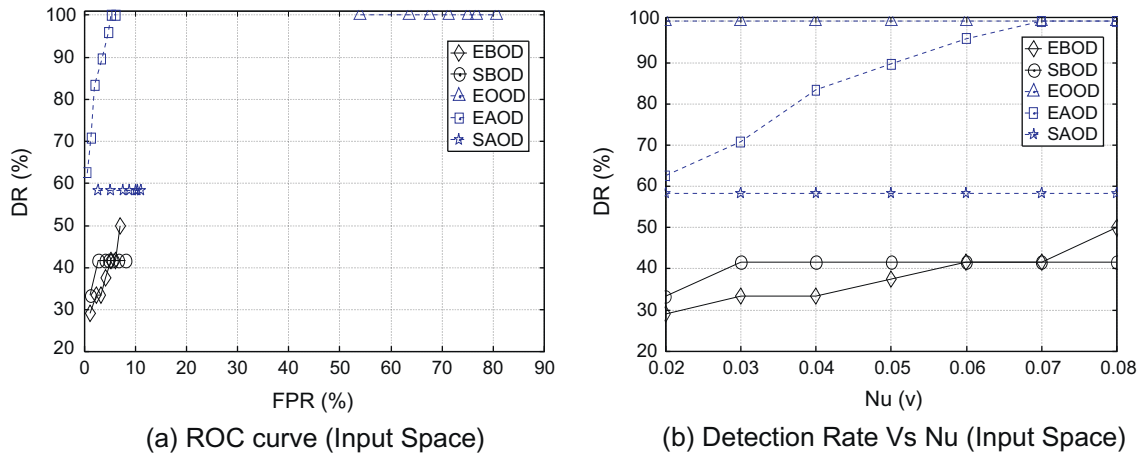 100
90
80
70
60
50
40
30
20
DR (%)
0
10
20
30
40
50
60
70
80
90
FPR (%)
EBOD
SBOD
EOOD
EAOD
SAOD
(a) ROC curve (Input Space)
100
90
80
70
60
50
40
30
20
DR (%)
0.02
0.03
0.04
0.05
0.06
0.07
0.08
Nu (v)
EBOD
SBOD
EOOD
EAOD
SAOD
(b) Detection Rate Vs Nu (Input Space)